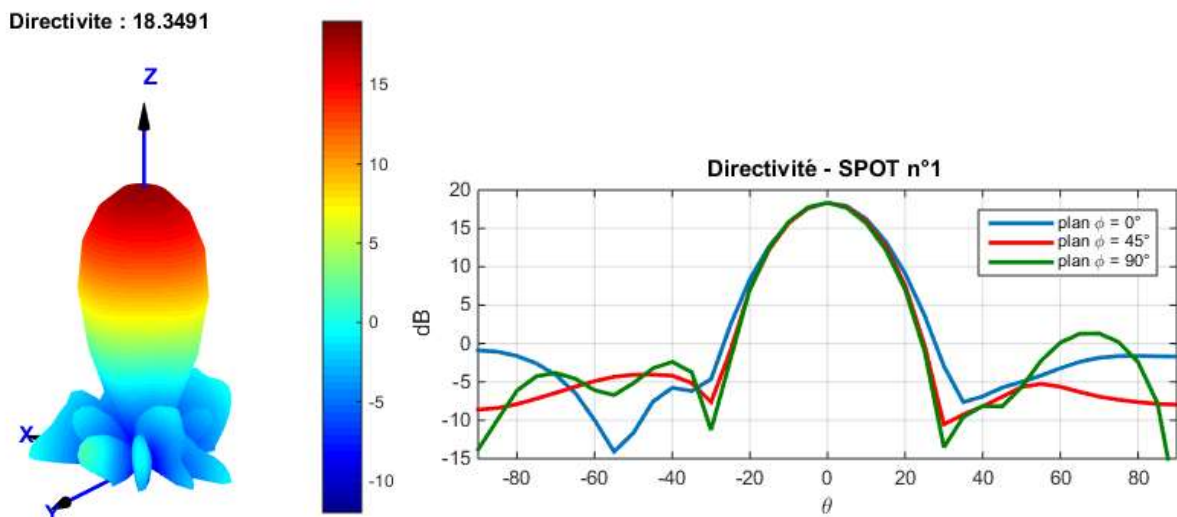 Directivite : 18.3491
Z
X
Y
15
10
5
0
-5
-10
Directivité - SPOT n°1
20
15
10
5
0
-5
-10
-15
dB
-80 -60 -40 -20 0 20 40 60 80
θ
plan ϕ = 0°
plan ϕ = 45°
plan ϕ = 90°